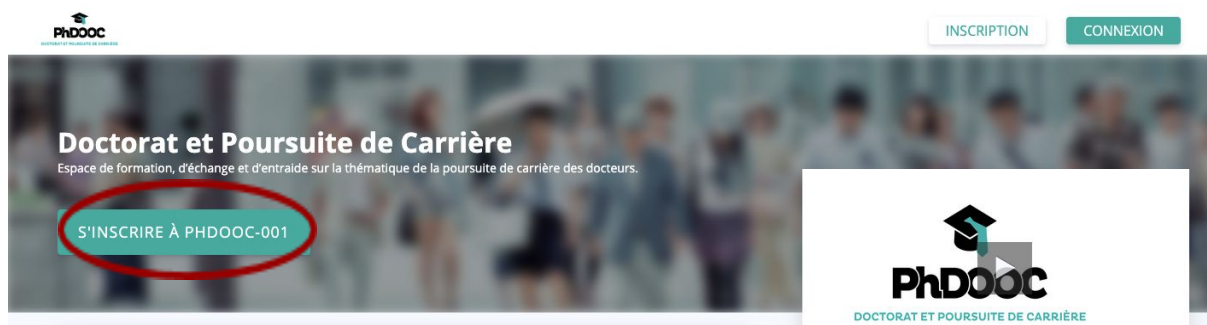 PhDOOC
DOCTORAT ET POURSUITE DE CARRIÈRE
INSCRIPTION
CONNEXION
Doctorat et Poursuite de Carrière
Espace de formation, d'échange et d'entraide sur la thématique de la poursuite de carrière des docteurs.
S'INSCRIRE À PHDOOC-001
PhDOOC
DOCTORAT ET POURSUITE DE CARRIÈRE